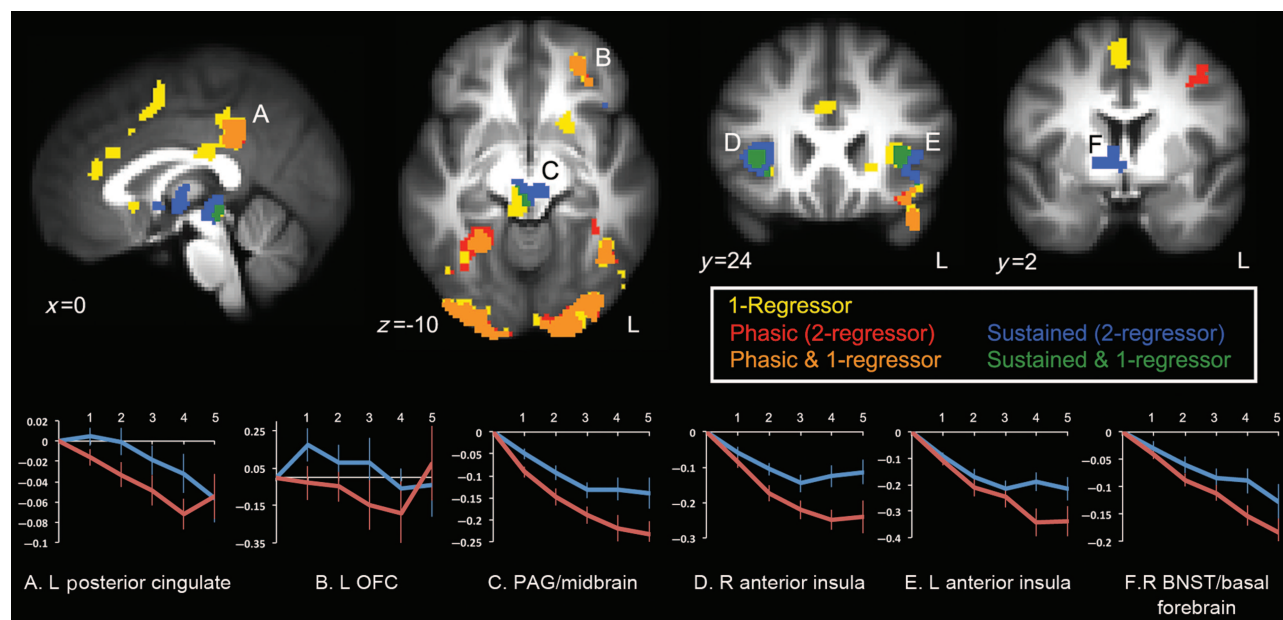 A
x=0
B
C
z=-10
L
D
E
y=24
L
F
y=2
L
1-Regressor
Phasic (2-regressor)
Sustained (2-regressor)
Phasic & 1-regressor
Sustained & 1-regressor
0.02
0
−0.02
−0.04
−0.06
−0.08
−0.1
1 2 3 4 5
A. L posterior cingulate
0.25
0.05
−0.15
−0.35
1 2 3 4 5
B. L OFC
0
−0.05
−0.1
−0.15
−0.2
−0.25
1 2 3 4 5
C. PAG/midbrain
0
−0.1
−0.2
−0.3
1 2 3 4 5
D. R anterior insula
0
−0.1
−0.2
−0.3
−0.4
1 2 3 4 5
E. L anterior insula
0
−0.05
−0.1
−0.15
−0.2
1 2 3 4 5
F.R BNST/basal
forebrain